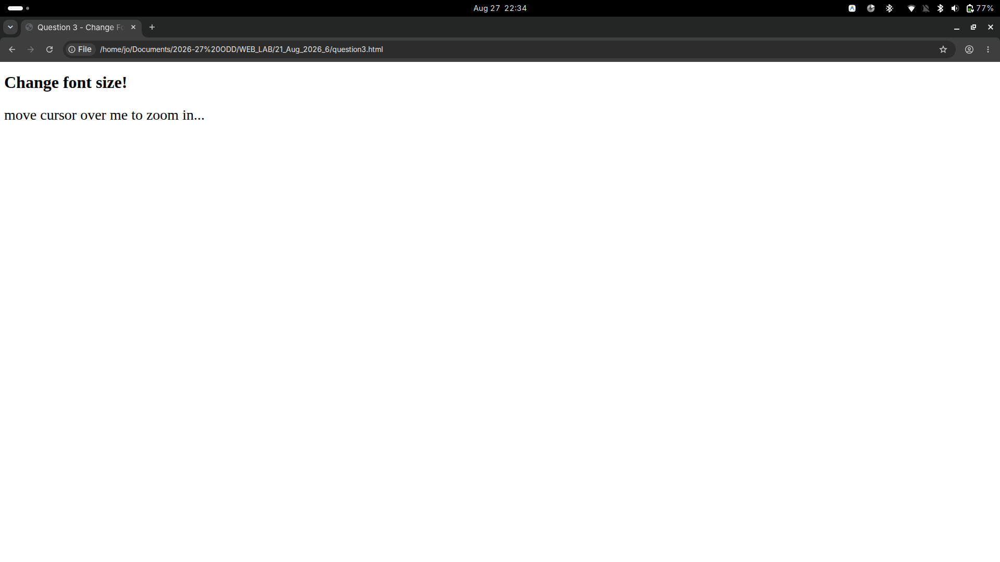 Aug 27 22:34
77%
Question 3 - Change Fo
File /home/jo/Documents/2026-27%20ODD/WEB_LAB/21_Aug_2026_6/question3.html
Change font size!
move cursor over me to zoom in...